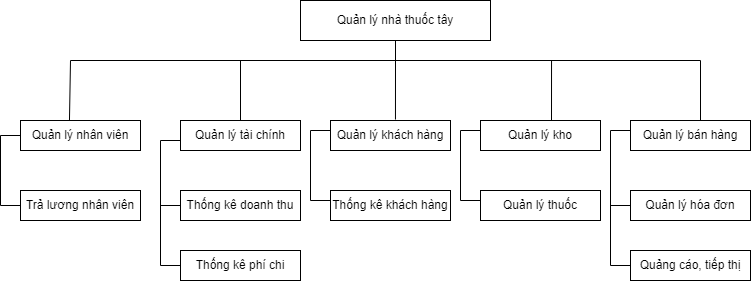 Quản lý nhà thuốc tây
Quản lý nhân viên
Quản lý tài chính
Quản lý khách hàng
Quản lý kho
Quản lý bán hàng
Trả lương nhân viên
Thống kê doanh thu
Thống kê khách hàng
Quản lý thuốc
Quản lý hóa đơn
Thống kê phí chi
Quảng cáo, tiếp thị